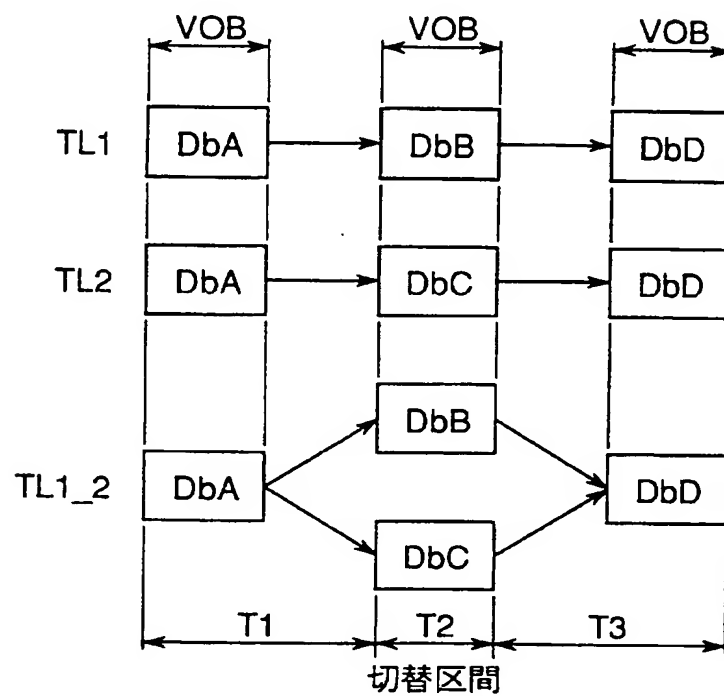 VOB VOB VOB
TL1 DbA DbB DbD
TL2 DbA DbC DbD
DbB
TL1_2 DbA DbD
DbC
T1 T2 T3
切替区間